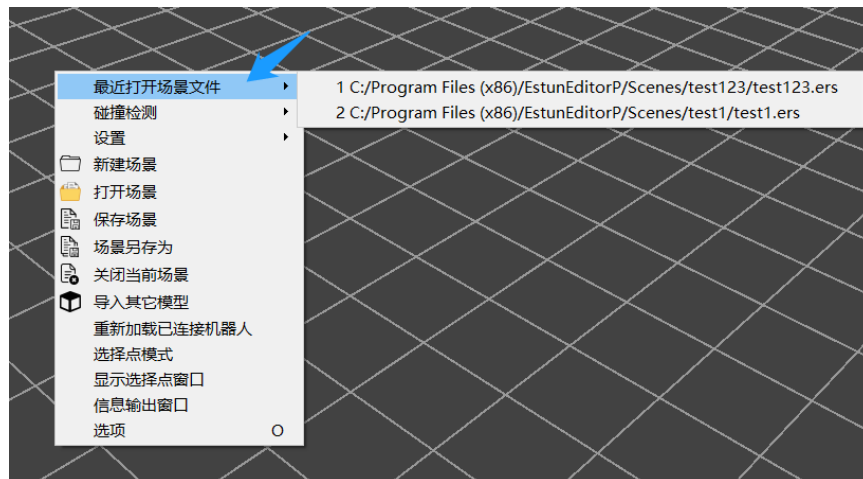 最近打开场景文件
1 C:/Program Files (x86)/EstunEditorP/Scenes/test123/test123.ers
碰撞检测
2 C:/Program Files (x86)/EstunEditorP/Scenes/test1/test1.ers
设置
新建场景
打开场景
保存场景
场景另存为
关闭当前场景
导入其它模型
重新加载已连接机器人
选择点模式
显示选择点窗口
信息输出窗口
选项 O